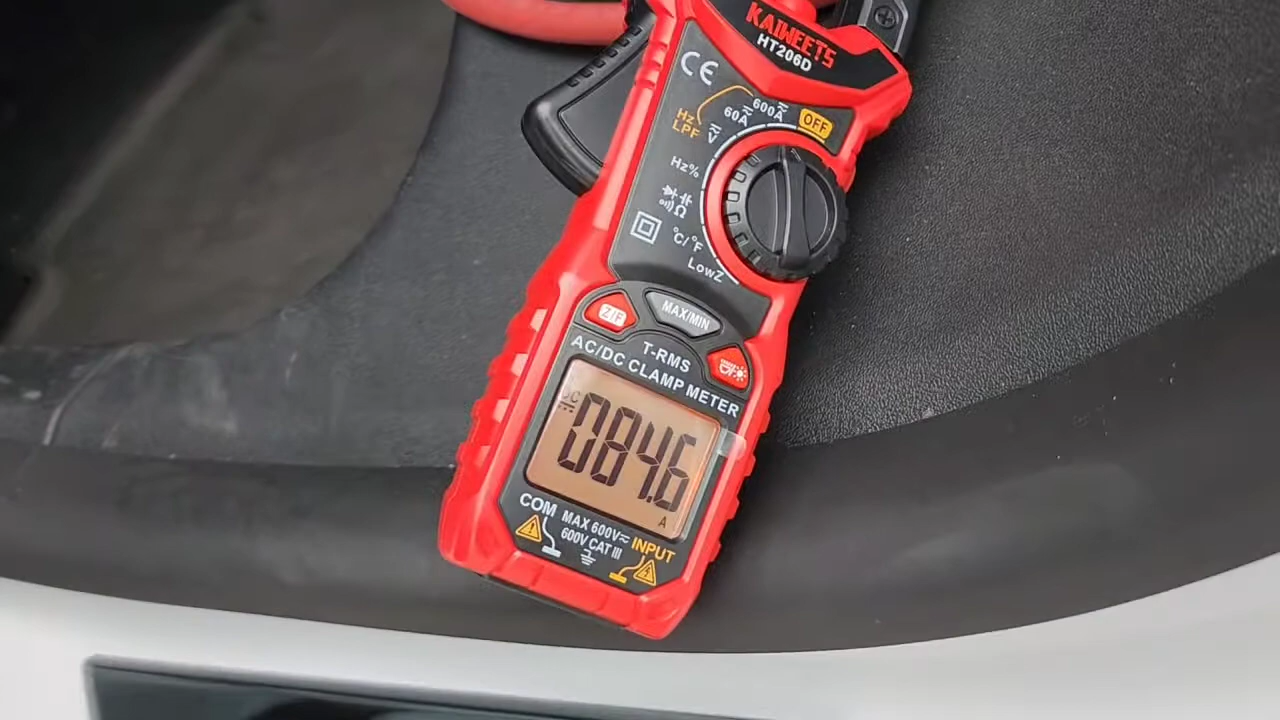 KAIWEETS
HT206D
CE
600A
60A
OFF
Hz
LPF
V
Hz%
Ω
°C/°F
LowZ
Z/F
MAX/MIN
T-RMS
AC/DC CLAMP METER
DC
084.6
A
COM
MAX 600V
600V CAT III
INPUT